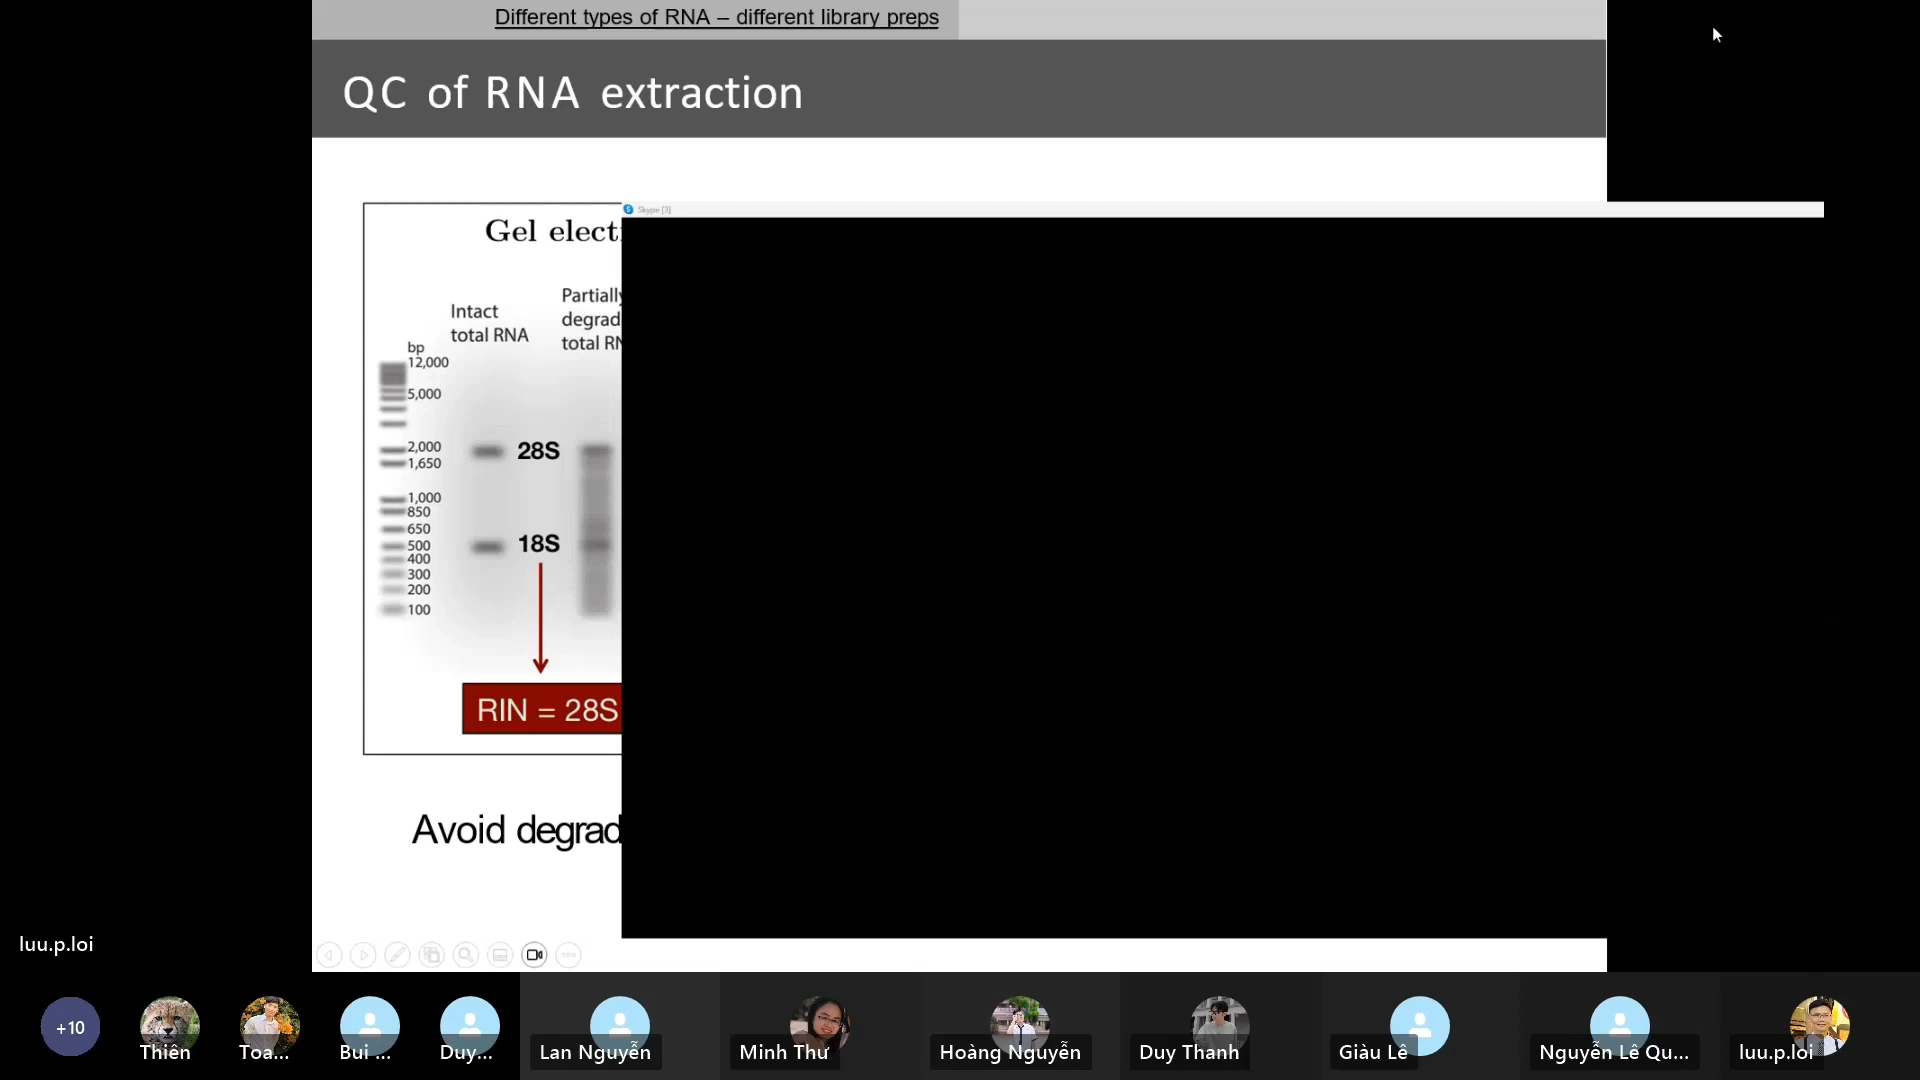 Different types of RNA – different library preps
QC of RNA extraction
Skype [3]
Gel elect
Intact
total RNA
Partially
degrad
total RN
bp
12,000
5,000
2,000
1,650
1,000
850
650
500
400
300
200
100
28S
18S
RIN = 28S
Avoid degrad
luu.p.loi
+10
Thiên
Toa...
Bui ...
Duy...
Lan Nguyễn
Minh Thư
Hoàng Nguyễn
Duy Thanh
Giàu Lê
Nguyễn Lê Qu...
luu.p.loi